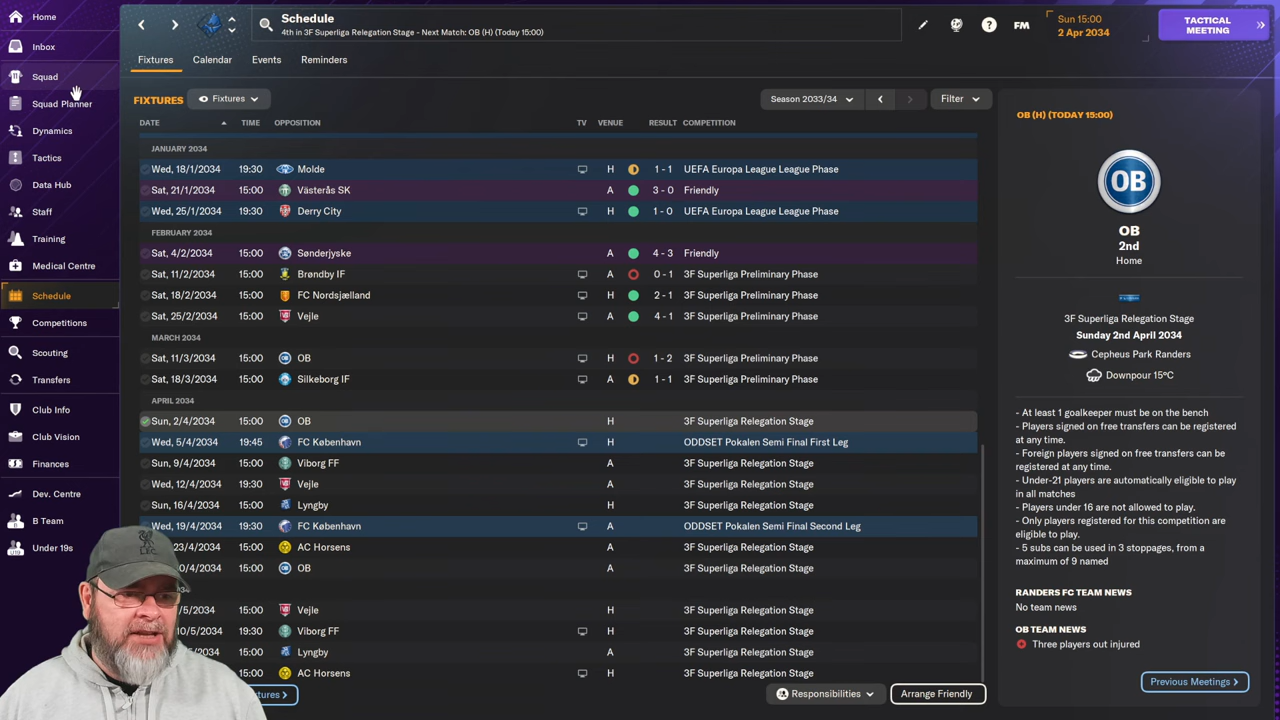 Home
Schedule
4th in 3F Superliga Relegation Stage - Next Match: OB (H) (Today 15:00)
FM
Sun 15:00
2 Apr 2034
TACTICAL
MEETING
Inbox
Squad
Squad Planner
Dynamics
Tactics
Data Hub
Staff
Training
Medical Centre
Schedule
Competitions
Scouting
Transfers
Club Info
Club Vision
Finances
Dev. Centre
B Team
Under 19s
Fixtures Calendar Events Reminders
FIXTURES Fixtures Season 2033/34 Filter
DATE TIME OPPOSITION TV VENUE RESULT COMPETITION
JANUARY 2034
Wed, 18/1/2034 19:30 Molde H 1 - 1 UEFA Europa League League Phase
Sat, 21/1/2034 15:00 Västerås SK A 3 - 0 Friendly
Wed, 25/1/2034 19:30 Derry City H 1 - 0 UEFA Europa League League Phase
FEBRUARY 2034
Sat, 4/2/2034 15:00 Sønderjyske A 4 - 3 Friendly
Sat, 11/2/2034 15:00 Brøndby IF A 0 - 1 3F Superliga Preliminary Phase
Sat, 18/2/2034 15:00 FC Nordsjælland H 2 - 1 3F Superliga Preliminary Phase
Sat, 25/2/2034 15:00 Vejle A 4 - 1 3F Superliga Preliminary Phase
MARCH 2034
Sat, 11/3/2034 15:00 OB H 1 - 2 3F Superliga Preliminary Phase
Sat, 18/3/2034 15:00 Silkeborg IF A 1 - 1 3F Superliga Preliminary Phase
APRIL 2034
Sun, 2/4/2034 15:00 OB H 3F Superliga Relegation Stage
Wed, 5/4/2034 19:45 FC København H ODDSET Pokalen Semi Final First Leg
Sun, 9/4/2034 15:00 Viborg FF A 3F Superliga Relegation Stage
Wed, 12/4/2034 19:30 Vejle A 3F Superliga Relegation Stage
Sun, 16/4/2034 15:00 Lyngby H 3F Superliga Relegation Stage
Wed, 19/4/2034 19:30 FC København A ODDSET Pokalen Semi Final Second Leg
23/4/2034 15:00 AC Horsens A 3F Superliga Relegation Stage
0/4/2034 15:00 OB A 3F Superliga Relegation Stage
/5/2034 15:00 Vejle H 3F Superliga Relegation Stage
10/5/2034 19:30 Viborg FF H 3F Superliga Relegation Stage
/5/2034 15:00 Lyngby A 3F Superliga Relegation Stage
/5/2034 15:00 AC Horsens H 3F Superliga Relegation Stage
Responsibilities Arrange Friendly
OB (H) (TODAY 15:00)
OB
OB
2nd
Home
3F Superliga Relegation Stage
Sunday 2nd April 2034
Cepheus Park Randers
Downpour 15ºC
- At least 1 goalkeeper must be on the bench
- Players signed on free transfers can be registered
at any time.
- Foreign players signed on free transfers can be
registered at any time.
- Under-21 players are automatically eligible to play
in all matches
- Players under 16 are not allowed to play.
- Only players registered for this competition are
eligible to play.
- 5 subs can be used in 3 stoppages, from a
maximum of 9 named
RANDERS FC TEAM NEWS
No team news
OB TEAM NEWS
Three players out injured
Previous Meetings